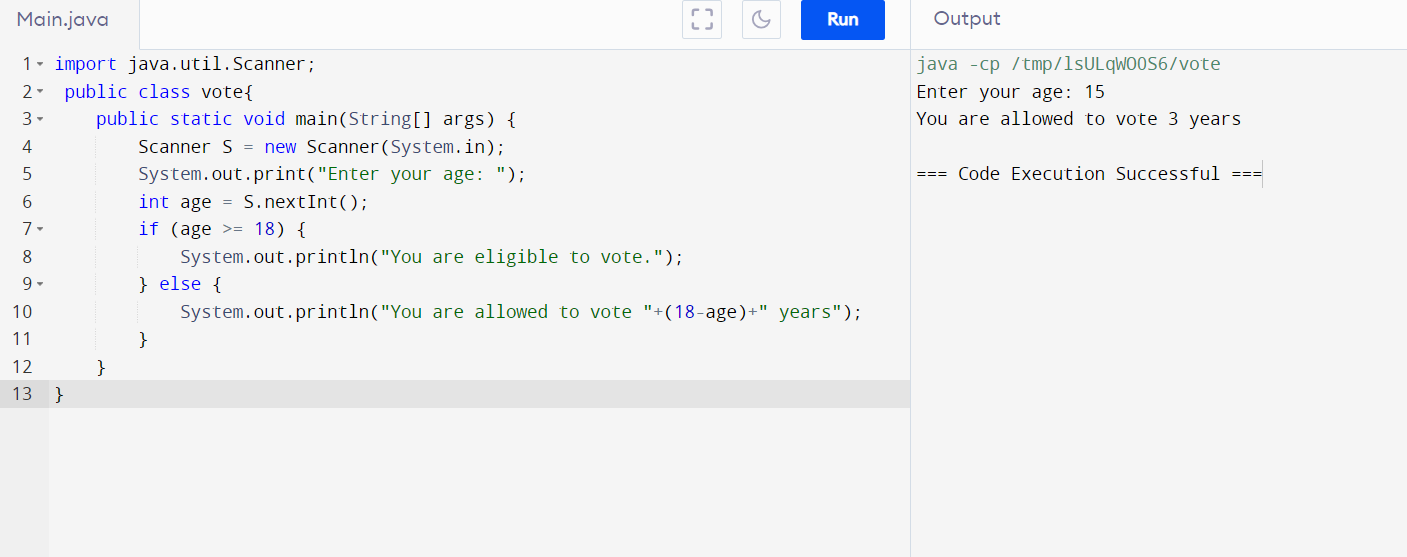 Main.java
Run
Output
1 import java.util.Scanner;
2 public class vote{
3 public static void main(String[] args) {
4 Scanner S = new Scanner(System.in);
5 System.out.print("Enter your age: ");
6 int age = S.nextInt();
7 if (age >= 18) {
8 System.out.println("You are eligible to vote.");
9 } else {
10 System.out.println("You are allowed to vote "+(18-age)+" years");
11 }
12 }
13 }
java -cp /tmp/lsULqWOOS6/vote
Enter your age: 15
You are allowed to vote 3 years
=== Code Execution Successful ===